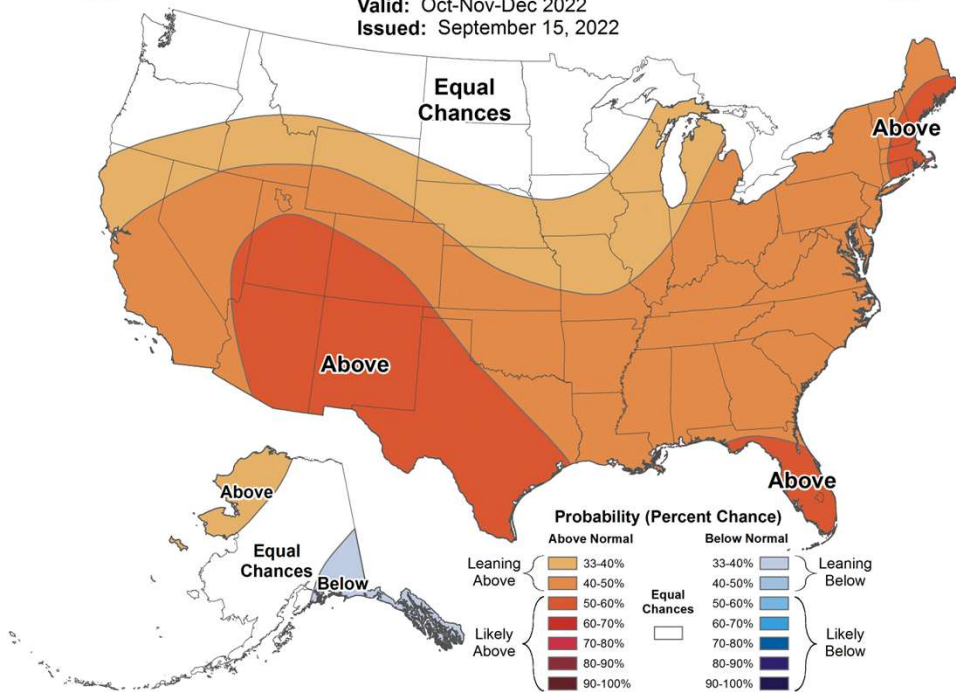 Valid: Oct-Nov-Dec 2022
Issued: September 15, 2022
Equal
Chances
Above
Above
Above
Above
Equal
Chances
Below
Probability (Percent Chance)
Above Normal
Below Normal
Leaning
Above
33-40%
40-50%
50-60%
60-70%
70-80%
80-90%
90-100%
Likely
Above
Equal
Chances
33-40%
40-50%
50-60%
60-70%
70-80%
80-90%
90-100%
Leaning
Below
Likely
Below